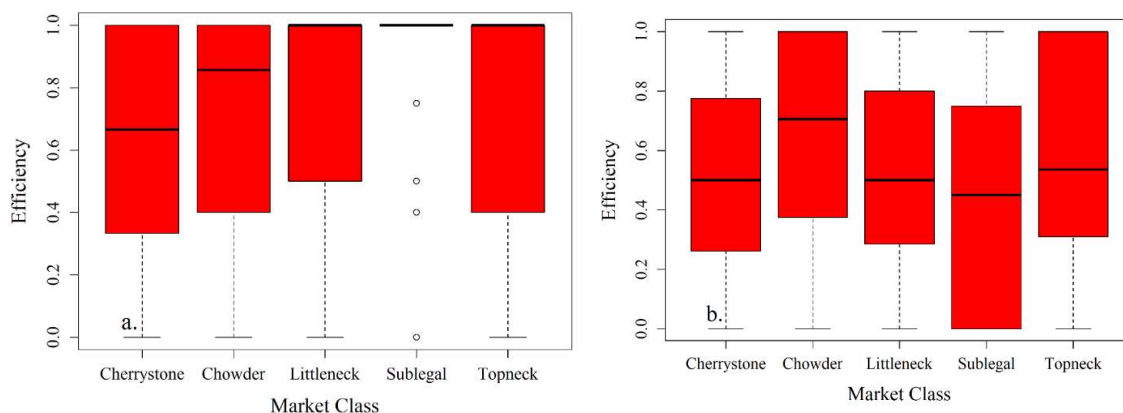 Efficiency
1.0
0.8
0.6
0.4
0.2
0.0
a.
Cherrystone Chowder Littleneck Sublegal Topneck
Market Class
Efficiency
1.0
0.8
0.6
0.4
0.2
0.0
b.
Cherrystone Chowder Littleneck Sublegal Topneck
Market Class